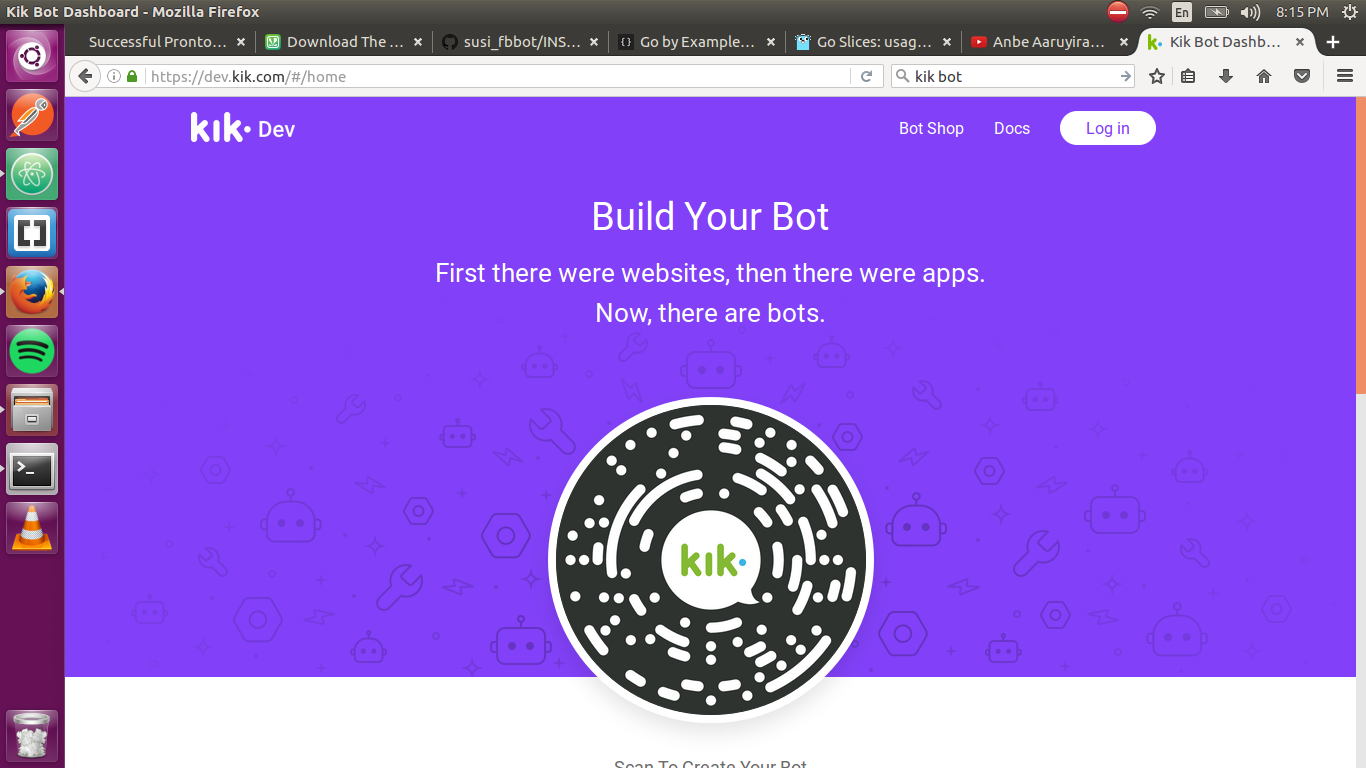 Kik Bot Dashboard - Mozilla Firefox
En
8:15 PM
Successful Pronto...
Download The ...
susi_fbbot/INS...
Go by Example...
Go Slices: usag...
Anbe Aaruyira...
Kik Bot Dashb...
https://dev.kik.com/#/home
kik bot
kik. Dev
Bot Shop
Docs
Log in
Build Your Bot
First there were websites, then there were apps.
Now, there are bots.
kik.
Scan To Create Your Bot